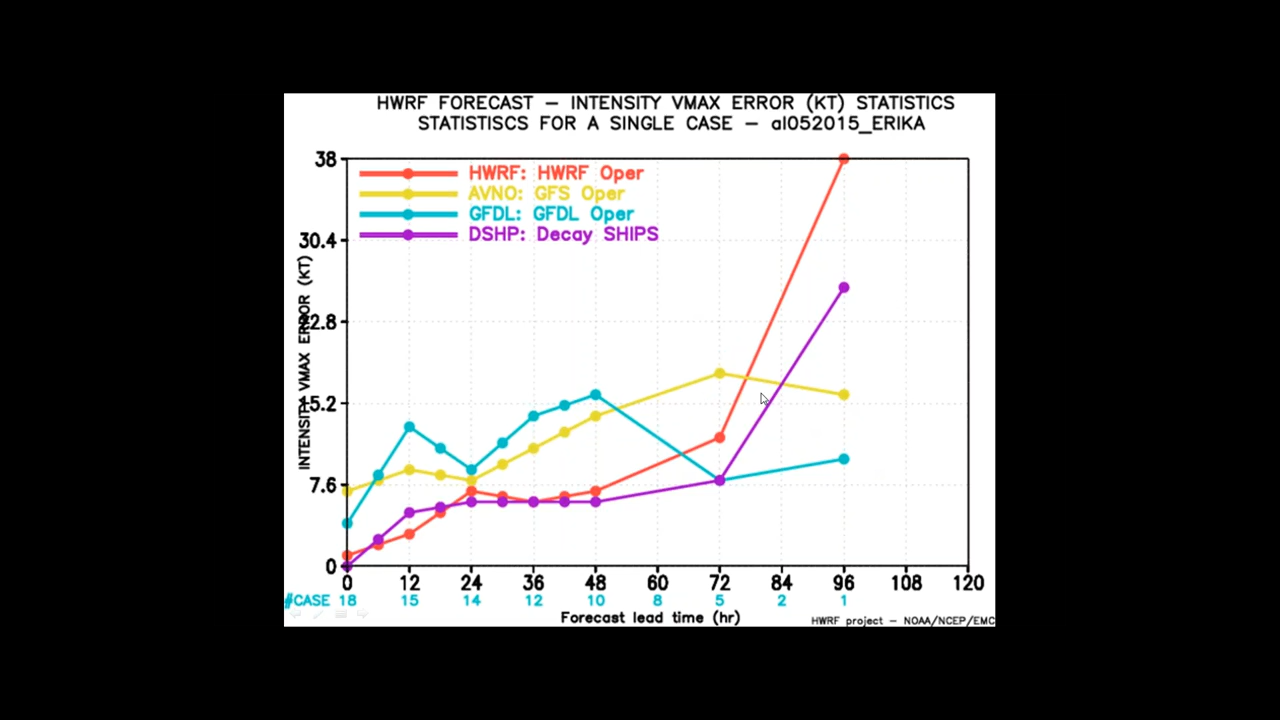 HWRF FORECAST - INTENSITY VMAX ERROR (KT) STATISTICS
STATISTISCS FOR A SINGLE CASE - al052015_ERIKA
HWRF: HWRF Oper
AVNO: GFS Oper
GFDL: GFDL Oper
DSHP: Decay SHIPS
INTENSITY VMAX ERROR (KT)
38
30.4
22.8
15.2
7.6
0
0 12 24 36 48 60 72 84 96 108 120
#CASE 18 15 14 12 10 8 5 2 1
Forecast lead time (hr)
HWRF project - NOAA/NCEP/EMC